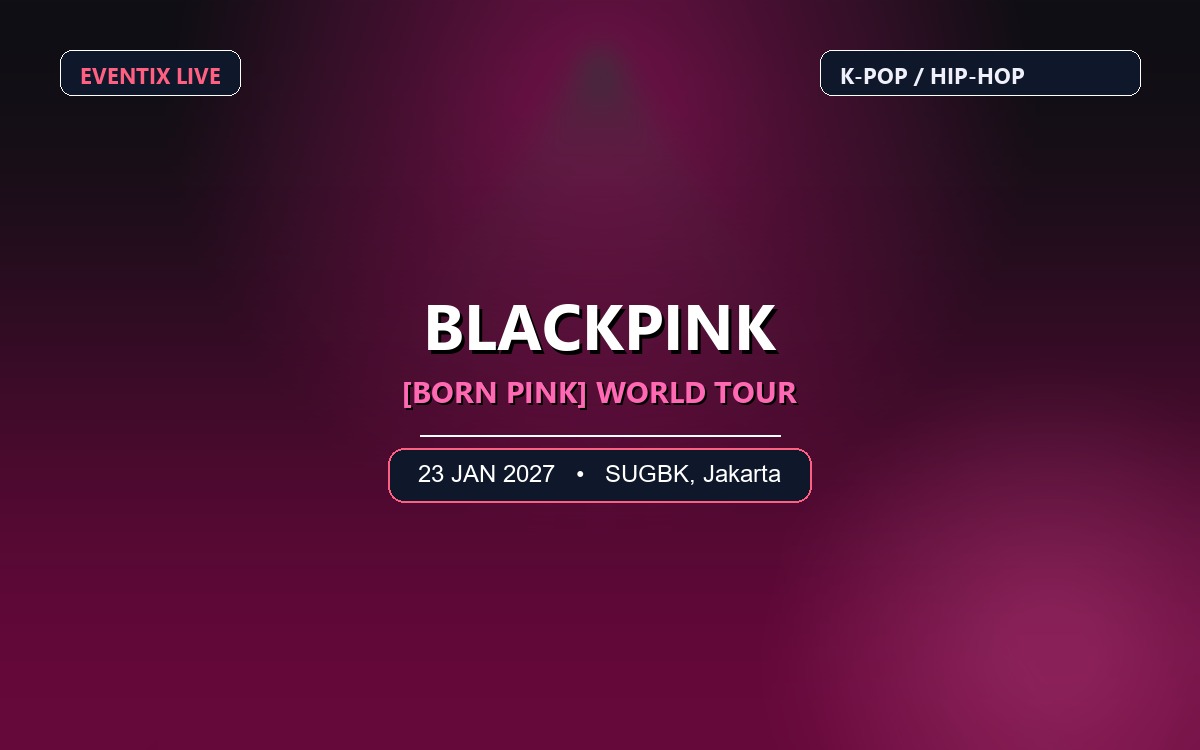 EVENTIX LIVE
K-POP / HIP-HOP
BLACKPINK
[BORN PINK] WORLD TOUR
23 JAN 2027 • SUGBK, Jakarta